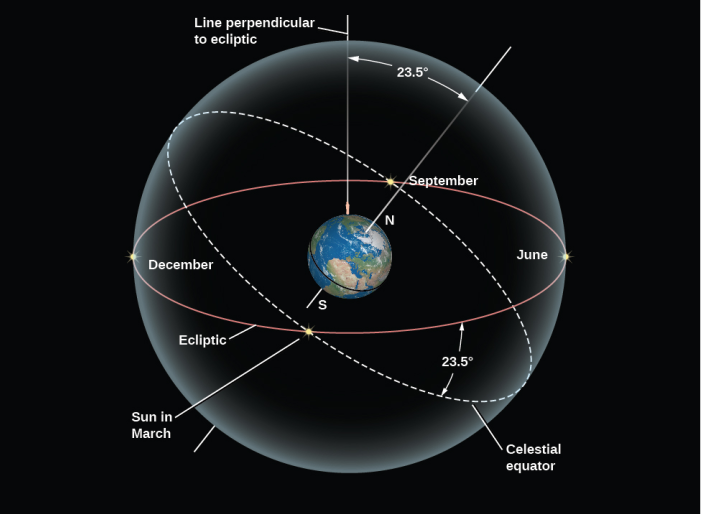 Line perpendicular
to ecliptic
23.5°
September
N
June
December
S
Ecliptic
23.5°
Sun in
March
Celestial
equator